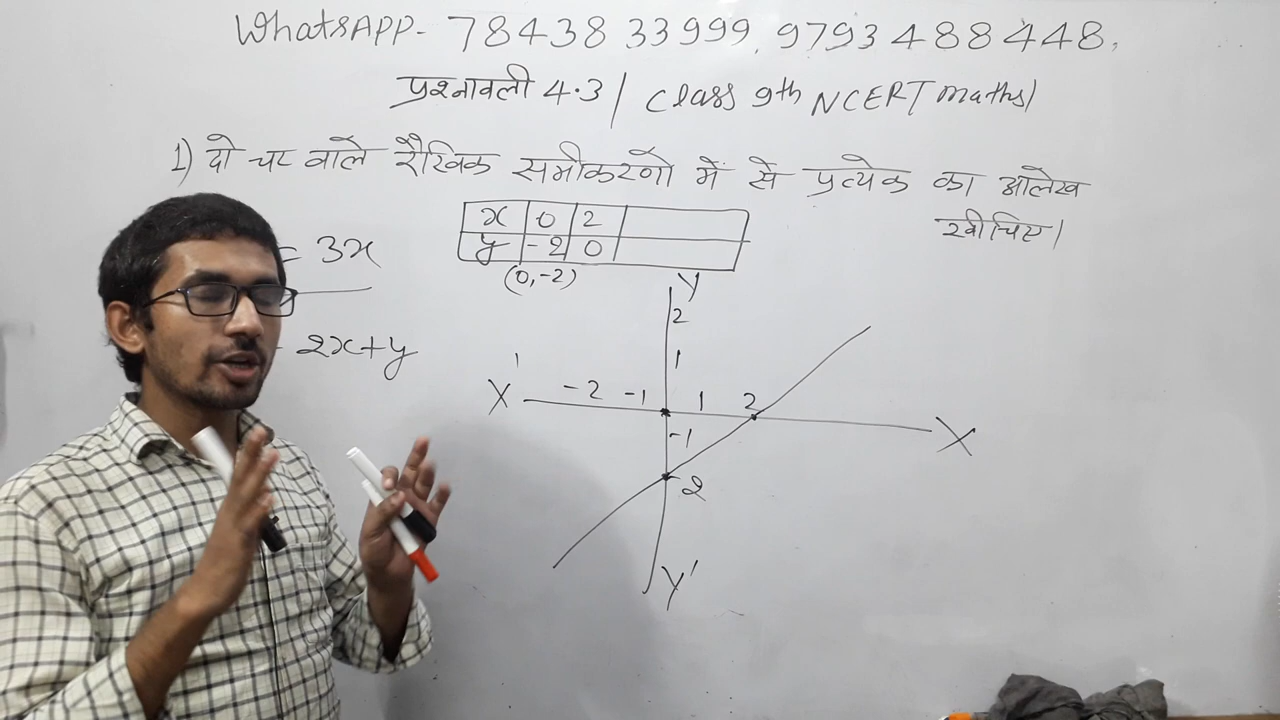 WhatsAPP- 78438 33999, 9793488448,
प्रश्नावली 4.3 / Class 9th NCERT maths/
1) दो चर वाले रैखिक समीकरणों में से प्रत्येक का आलेख
खीचिए/
x 0 2
y -2 0
(0,-2)
= 3x
2x+y
Y
2
1
X' -2 -1 1 2 X
-1
-2
Y'